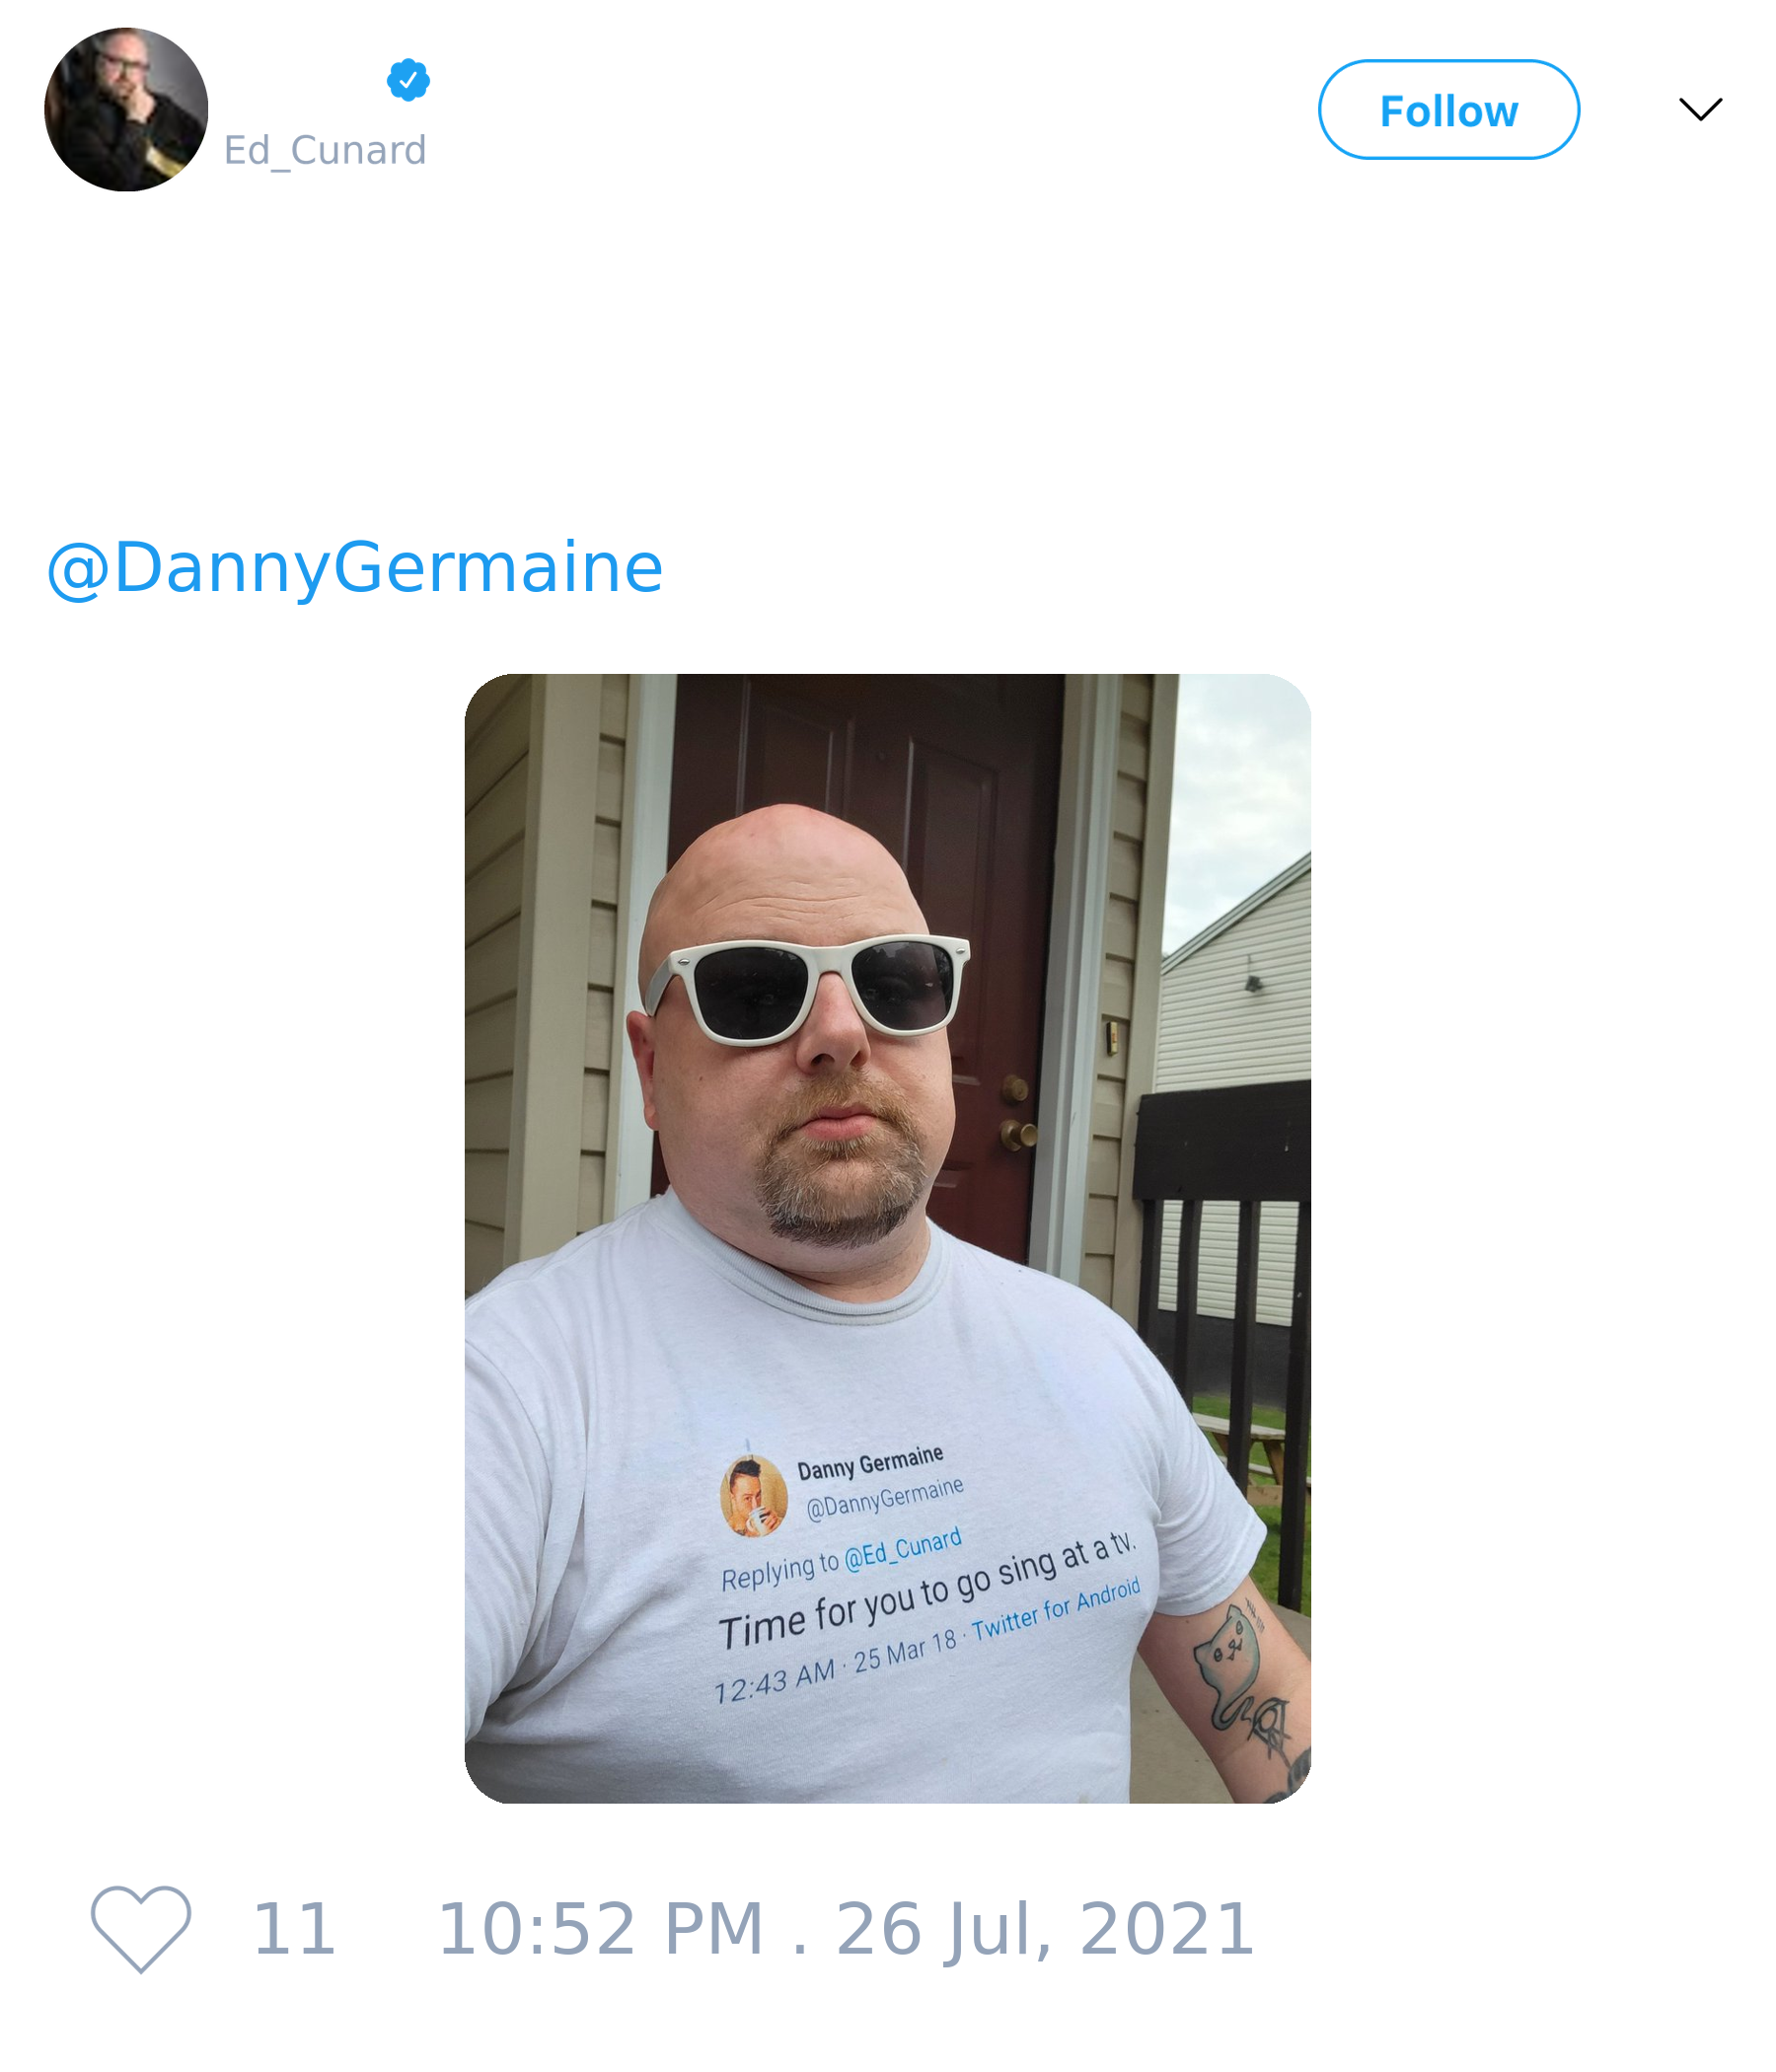 Ed_Cunard
Follow
@DannyGermaine
Danny Germaine
@DannyGermaine
Replying to @Ed_Cunard
Time for you to go sing at a tv.
12:43 AM · 25 Mar 18 · Twitter for Android
11 10:52 PM . 26 Jul, 2021